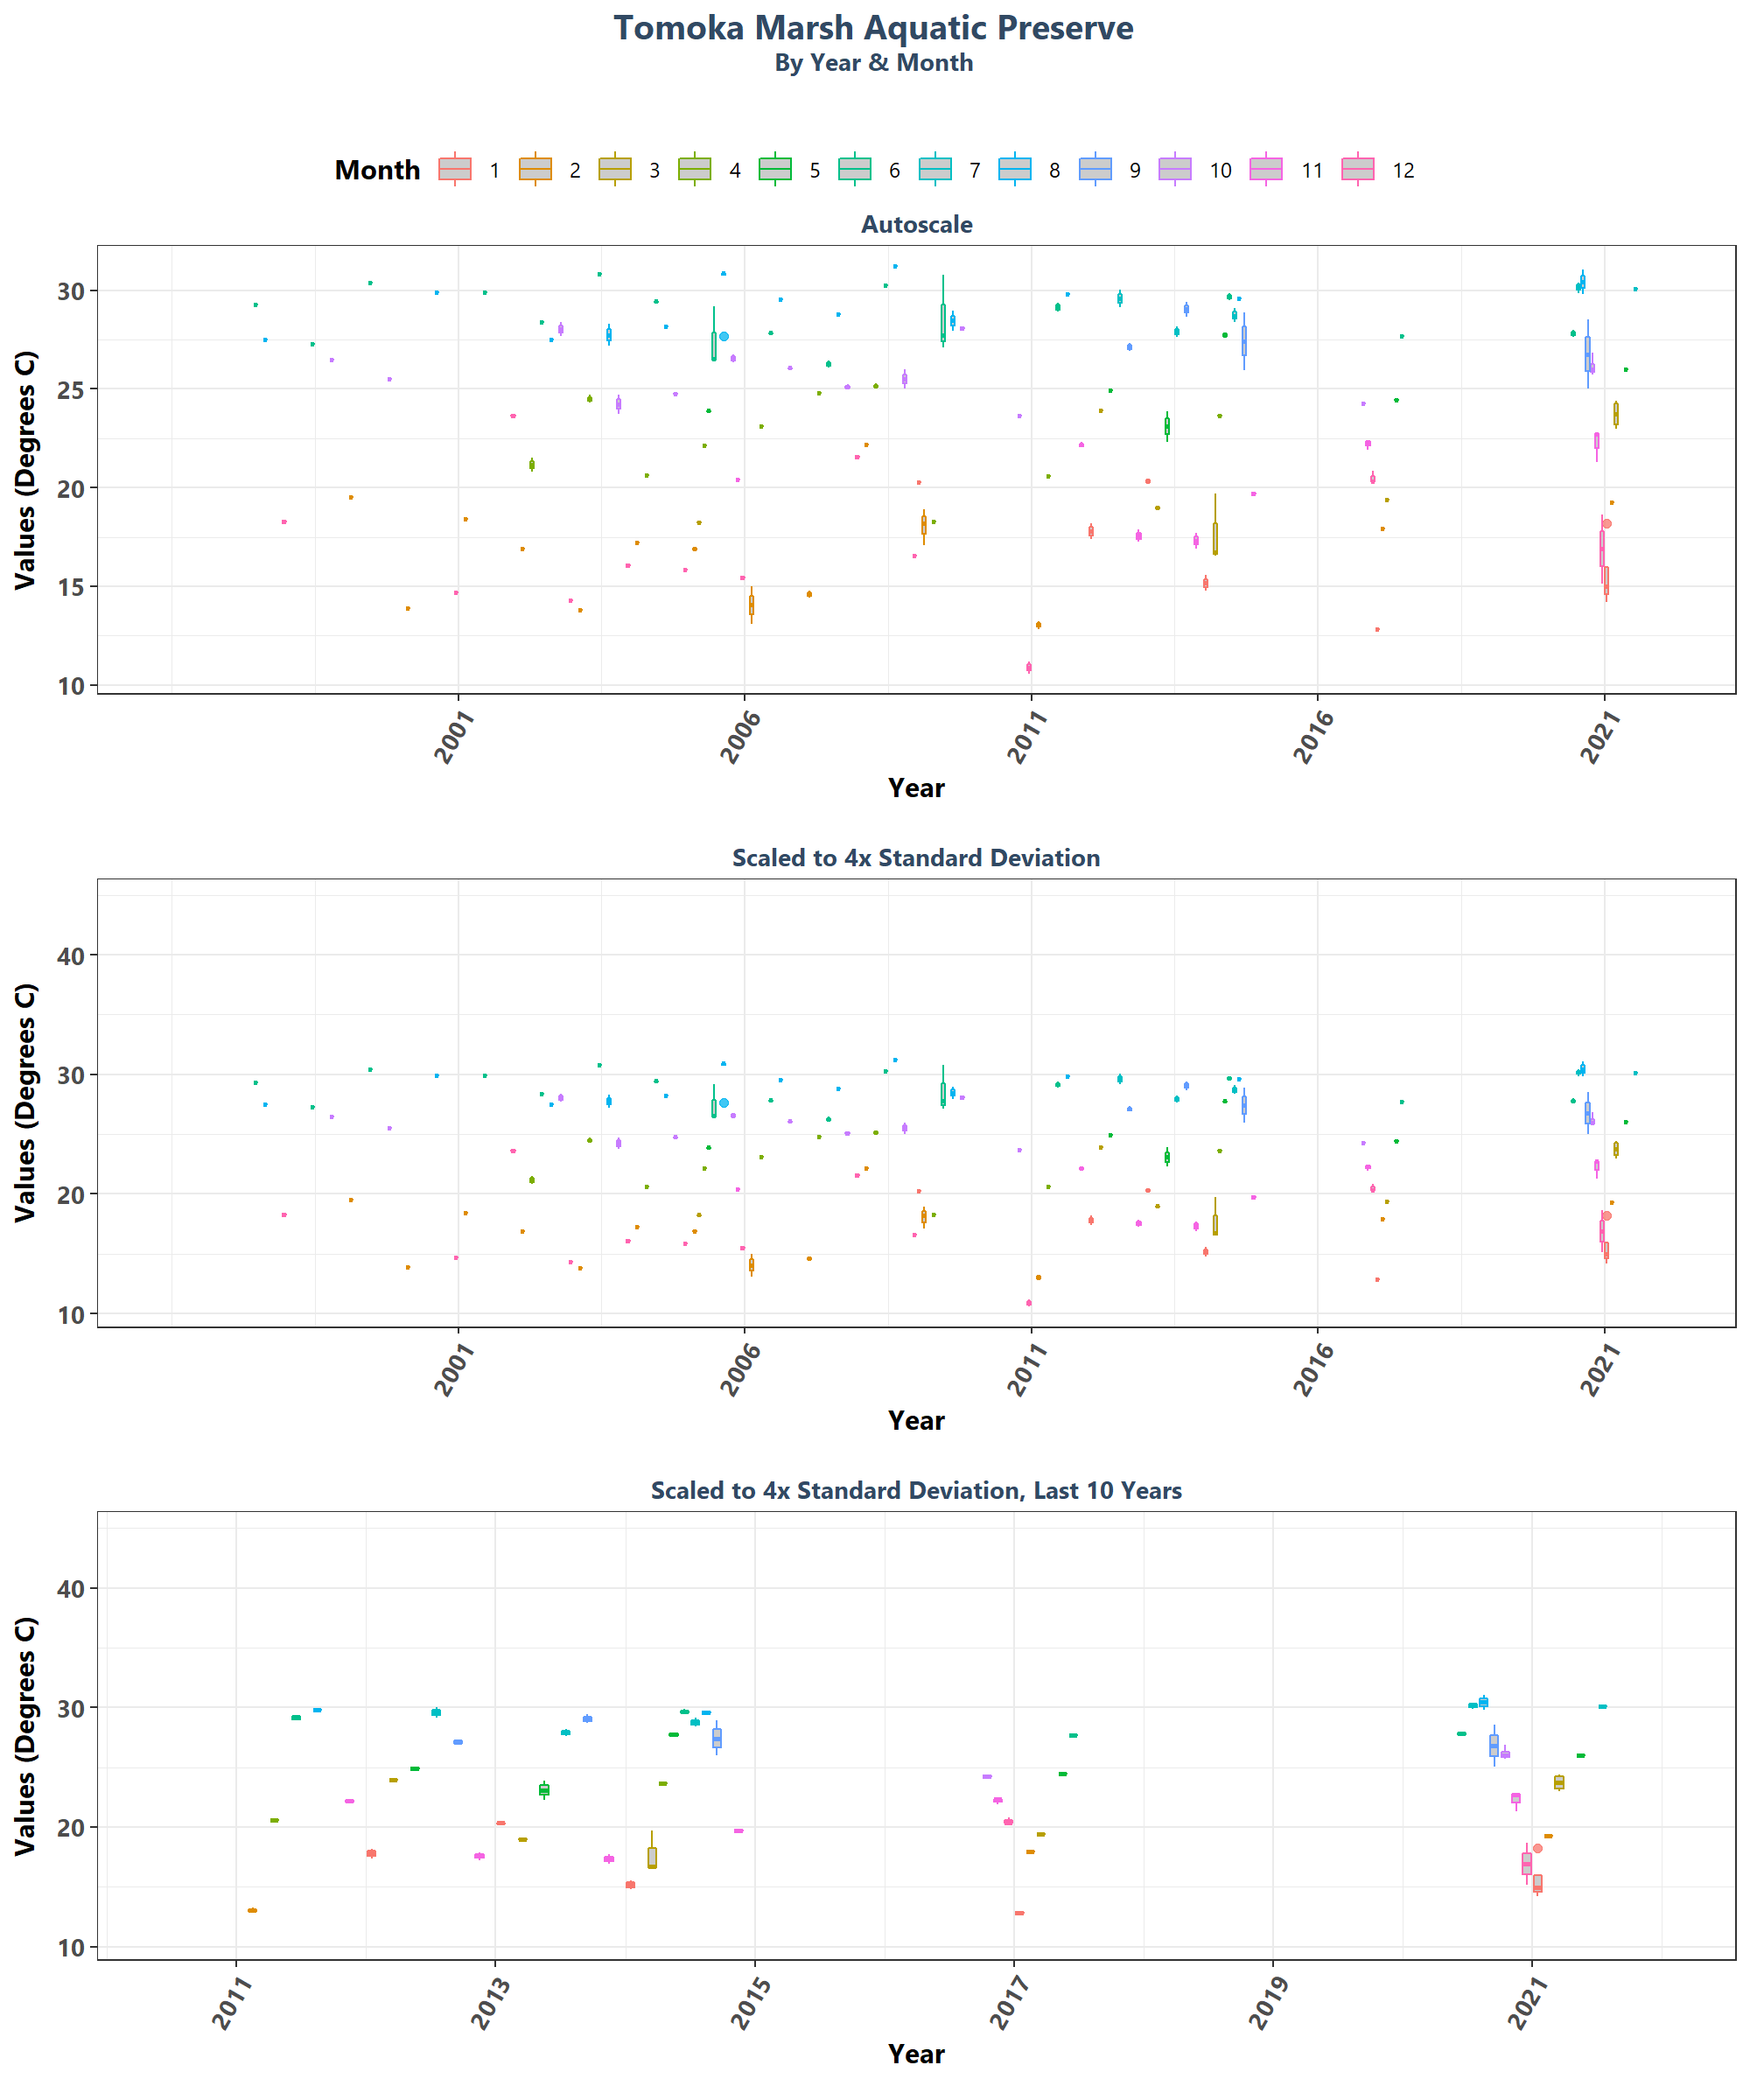 Tomoka Marsh Aquatic Preserve
By Year & Month
Month 1 2 3 4 5 6 7 8 9 10 11 12
Autoscale
Values (Degrees C)
30
25
20
15
10
2001 2006 2011 2016 2021
Year
Scaled to 4x Standard Deviation
Values (Degrees C)
40
30
20
10
2001 2006 2011 2016 2021
Year
Scaled to 4x Standard Deviation, Last 10 Years
Values (Degrees C)
40
30
20
10
2011 2013 2015 2017 2019 2021
Year